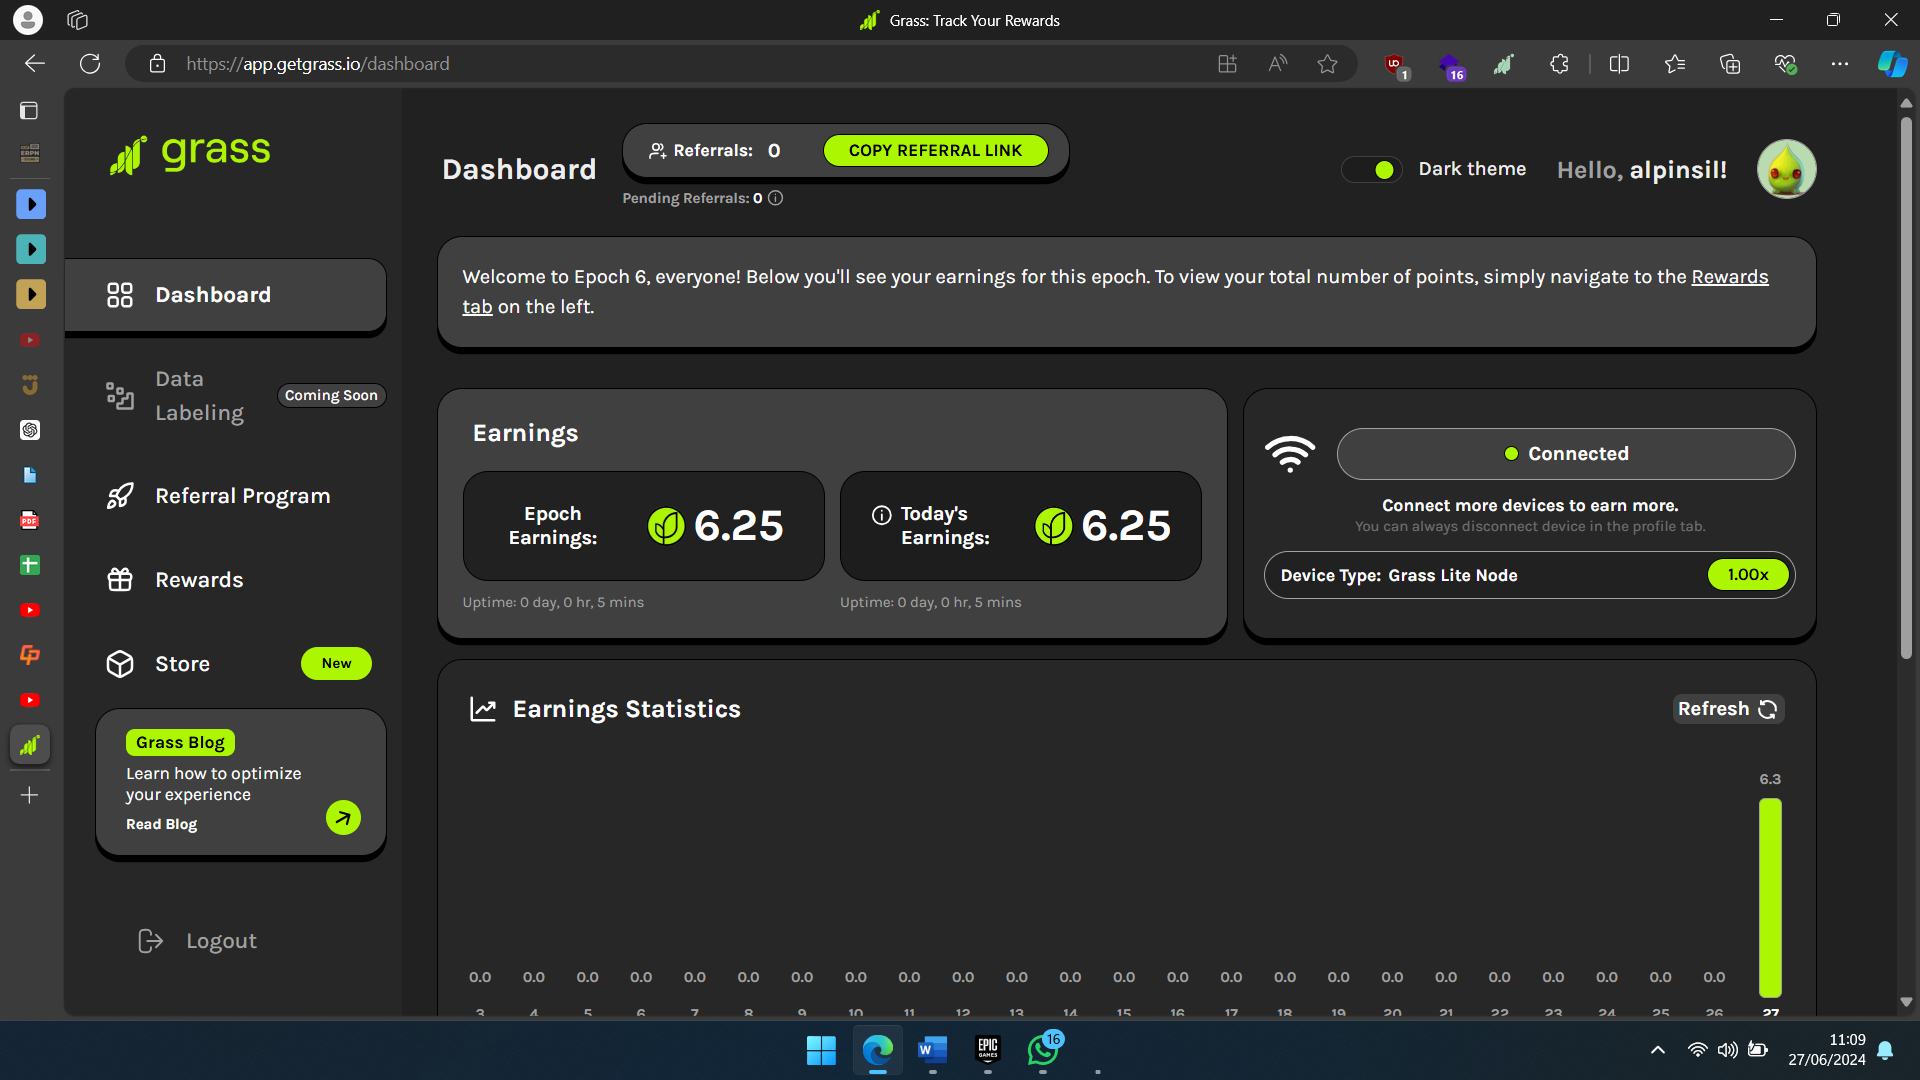 Grass: Track Your Rewards
https://app.getgrass.io/dashboard
1
16
grass
Dashboard
Referrals: 0
COPY REFERRAL LINK
Pending Referrals: 0
Dark theme
Hello, alpinsil!
Welcome to Epoch 6, everyone! Below you'll see your earnings for this epoch. To view your total number of points, simply navigate to the Rewards
tab on the left.
Dashboard
Data
Labeling
Coming Soon
Referral Program
Rewards
Store
New
Grass Blog
Learn how to optimize
your experience
Read Blog
Logout
Earnings
Epoch
Earnings:
6.25
Uptime: 0 day, 0 hr, 5 mins
Today's
Earnings:
6.25
Uptime: 0 day, 0 hr, 5 mins
Connected
Connect more devices to earn more.
You can always disconnect device in the profile tab.
Device Type: Grass Lite Node
1.00x
Earnings Statistics
Refresh
6.3
0.0 0.0 0.0 0.0 0.0 0.0 0.0 0.0 0.0 0.0 0.0 0.0 0.0 0.0 0.0 0.0 0.0 0.0 0.0 0.0 0.0 0.0 0.0 0.0
3 4 5 6 7 8 9 10 11 12 13 14 15 16 17 18 19 20 21 22 23 24 25 26 27
PDF
W
EPIC
GAMES
16
11:09
27/06/2024